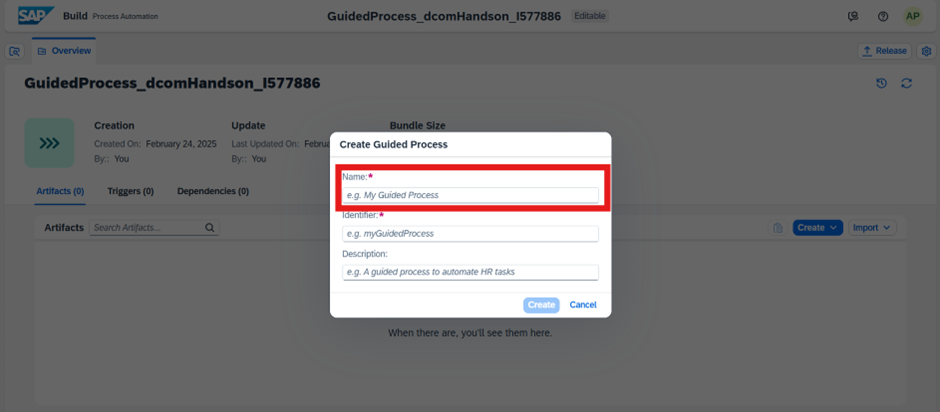 SAP Build Process Automation GuidedProcess_dcomHandson_I577886 Editable AP
Overview Release
GuidedProcess_dcomHandson_I577886
Creation Update Bundle Size
Created On: February 24, 2025 Last Updated On: Februa
By:: You By:: You
Artifacts (0) Triggers (0) Dependencies (0)
Artifacts Search Artifacts... Create Import
Create Guided Process
Name:*
e.g. My Guided Process
Identifier:*
e.g. myGuidedProcess
Description:
e.g. A guided process to automate HR tasks
Create Cancel
When there are, you'll see them here.